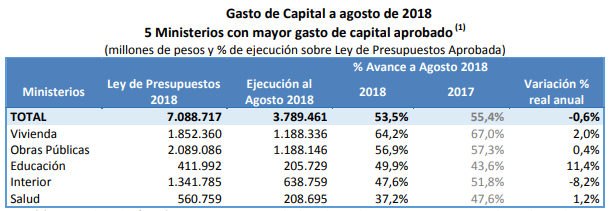 Gasto de Capital a agosto de 2018
5 Ministerios con mayor gasto de capital aprobado (1)
(millones de pesos y % de ejecución sobre Ley de Presupuestos Aprobada)
Ministerios Ley de Presupuestos 2018 Ejecución al Agosto 2018 % Avance a Agosto 2018 2018 2017 Variación % real anual
TOTAL 7.088.717 3.789.461 53,5% 55,4% -0,6%
Vivienda 1.852.360 1.188.336 64,2% 67,0% 2,0%
Obras Públicas 2.089.086 1.188.146 56,9% 57,3% 0,4%
Educación 411.992 205.729 49,9% 43,6% 11,4%
Interior 1.341.785 638.759 47,6% 51,8% -8,2%
Salud 560.759 208.695 37,2% 47,6% 1,2%